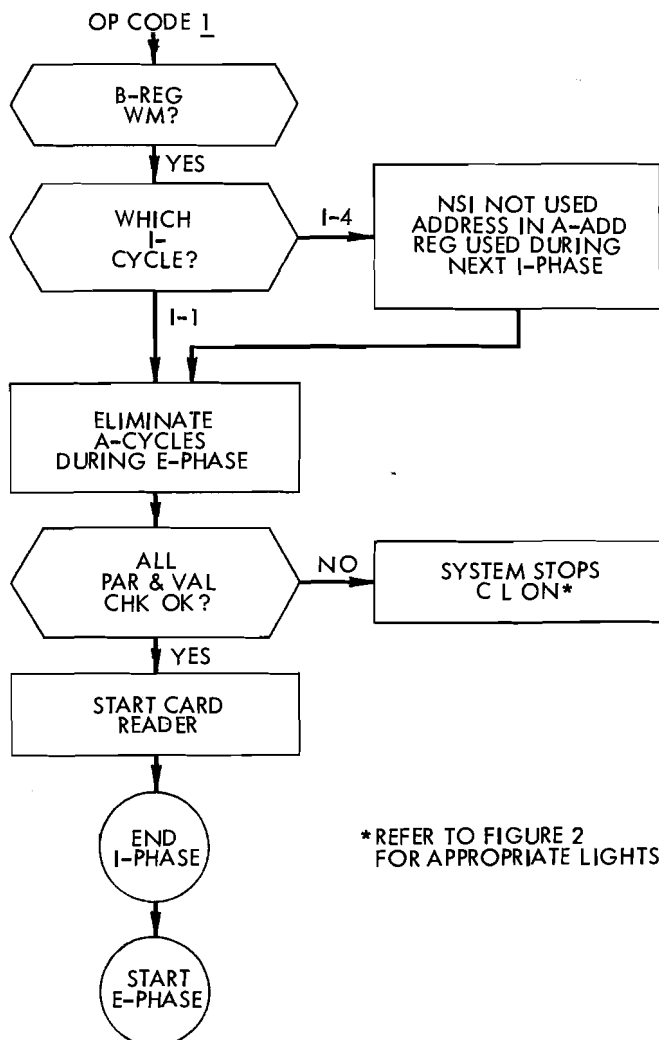 OP CODE 1
B-REG
WM?
YES
WHICH
I-
CYCLE?
I-4
NSI NOT USED
ADDRESS IN A-ADD
REG USED DURING
NEXT I-PHASE
I-1
ELIMINATE
A-CYCLES
DURING E-PHASE
ALL
PAR & VAL
CHK OK?
NO
SYSTEM STOPS
C L ON*
YES
START CARD
READER
END
I-PHASE
*REFER TO FIGURE 2
FOR APPROPRIATE LIGHTS
START
E-PHASE